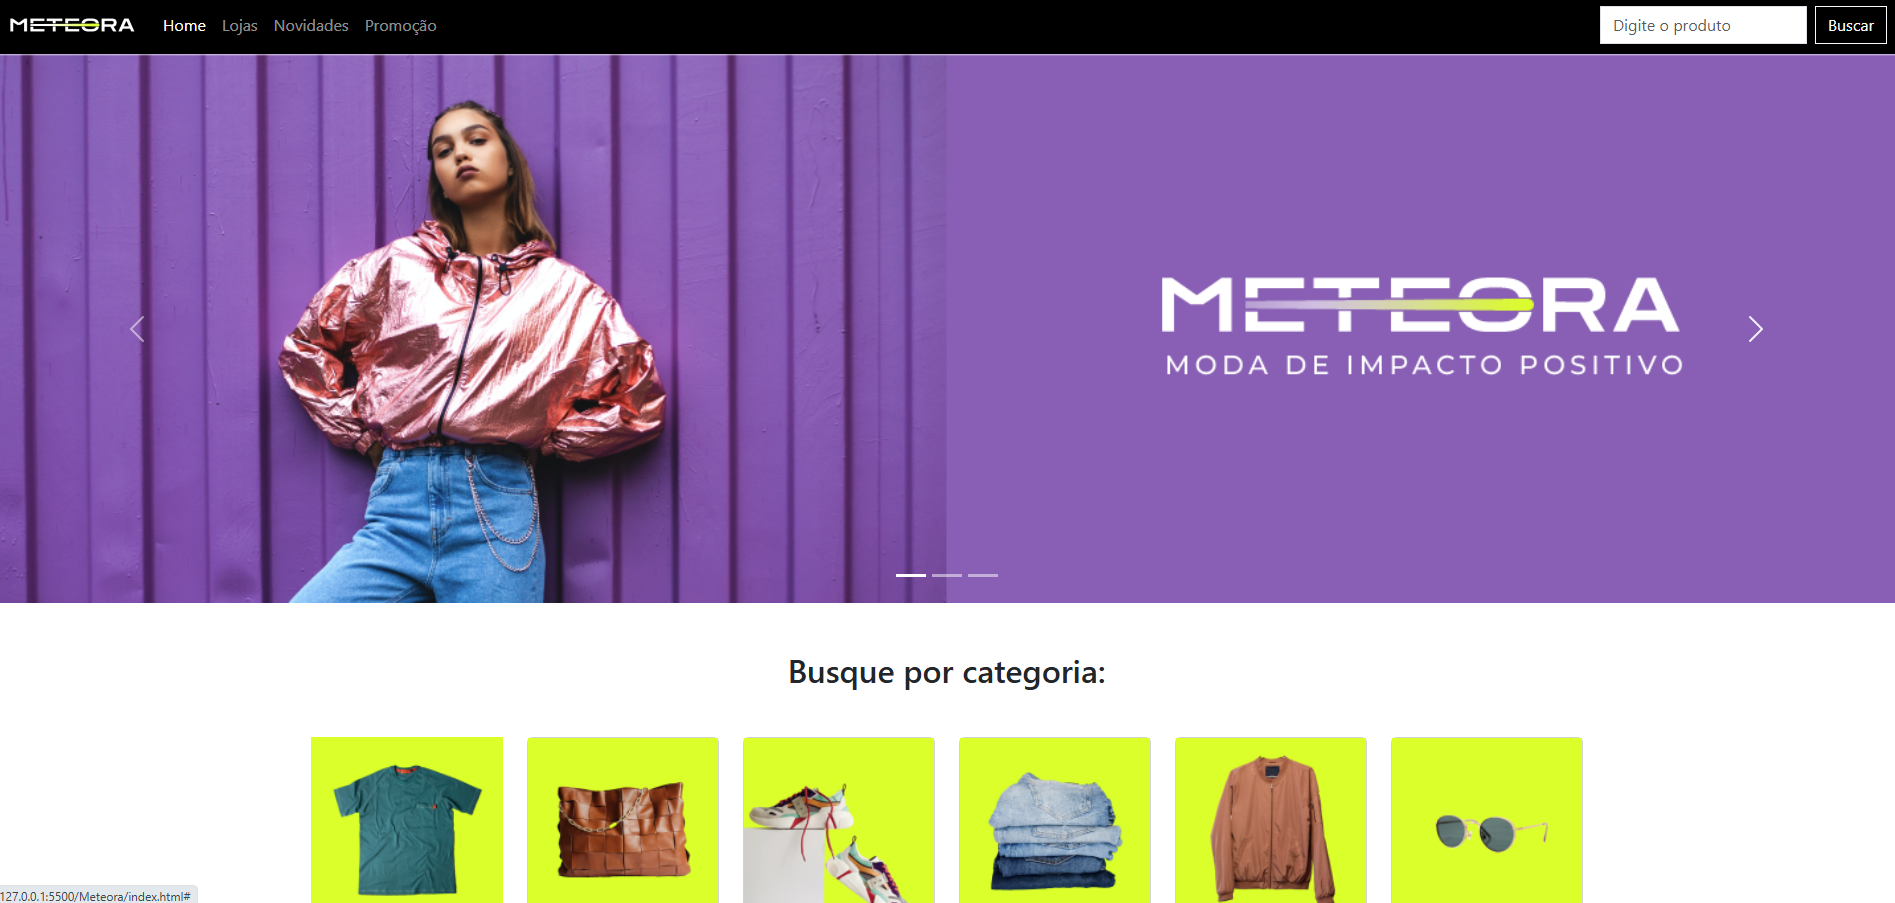 METEORA
Home Lojas Novidades Promoção
Digite o produto
Buscar
METEORA
MODA DE IMPACTO POSITIVO
Busque por categoria:
127.0.0.1:5500/Meteora/index.html#